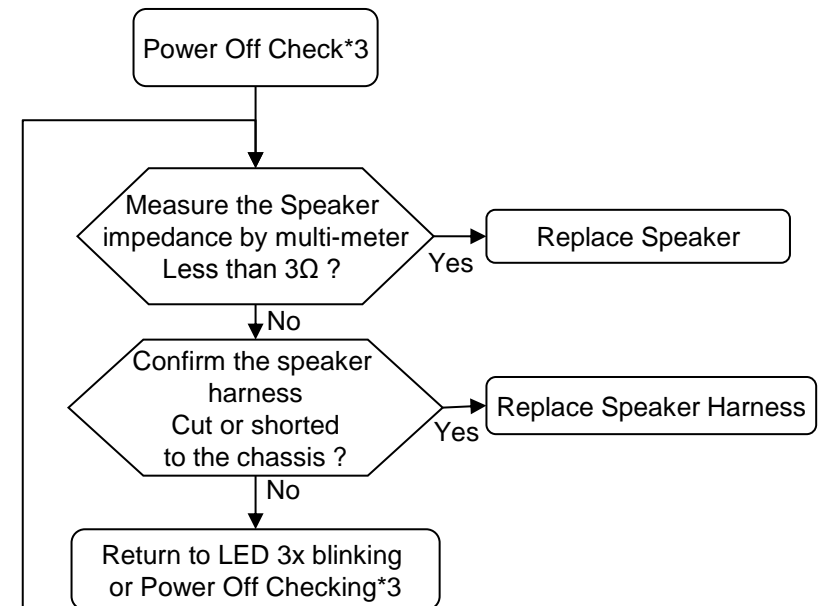 Power Off Check*3
Measure the Speaker
impedance by multi-meter
Less than 3Ω ?
Yes
Replace Speaker
No
Confirm the speaker
harness
Cut or shorted
to the chassis ?
Yes
Replace Speaker Harness
No
Return to LED 3x blinking
or Power Off Checking*3